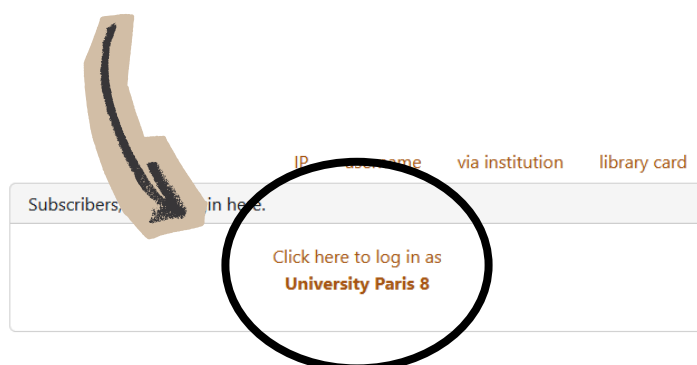 IP username via institution library card
Subscribers, in here.
Click here to log in as
University Paris 8